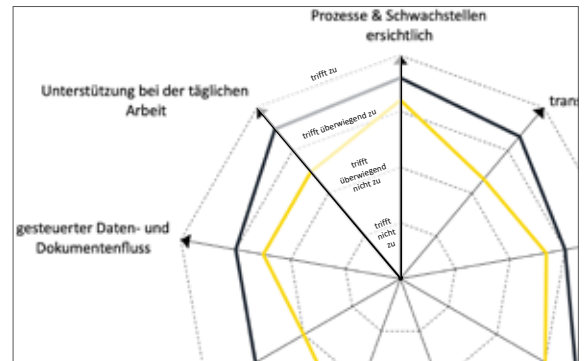 Prozesse & Schwachstellen
ersichtlich
trifft zu
trans
Unterstützung bei der täglichen
Arbeit
trifft überwiegend zu
trifft
überwiegend
nicht zu
trifft
nicht
zu
gesteuerter Daten- und
Dokumentenfluss